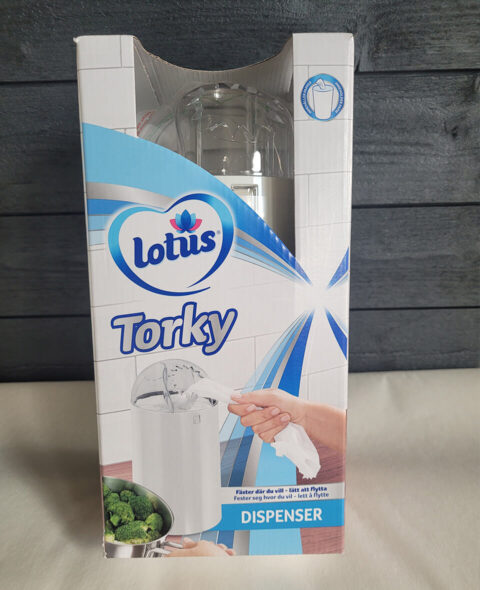 lotus®
Torky
Fäster där du vill - lätt att flytta
Fester seg hvor du vil - lett å flytte
DISPENSER